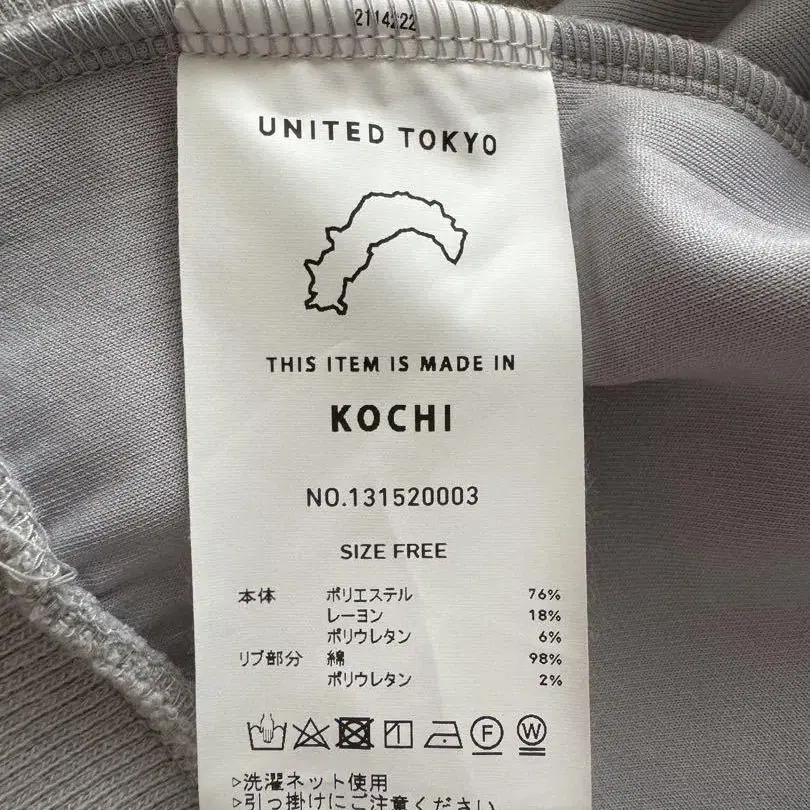 2114222
UNITED TOKYO
THIS ITEM IS MADE IN
KOCHI
NO.131520003
SIZE FREE
本体 ポリエステル 76%
レーヨン 18%
ポリウレタン 6%
リブ部分 綿 98%
ポリウレタン 2%
F W
▷洗濯ネット使用
▷引っ掛けにご注意ください